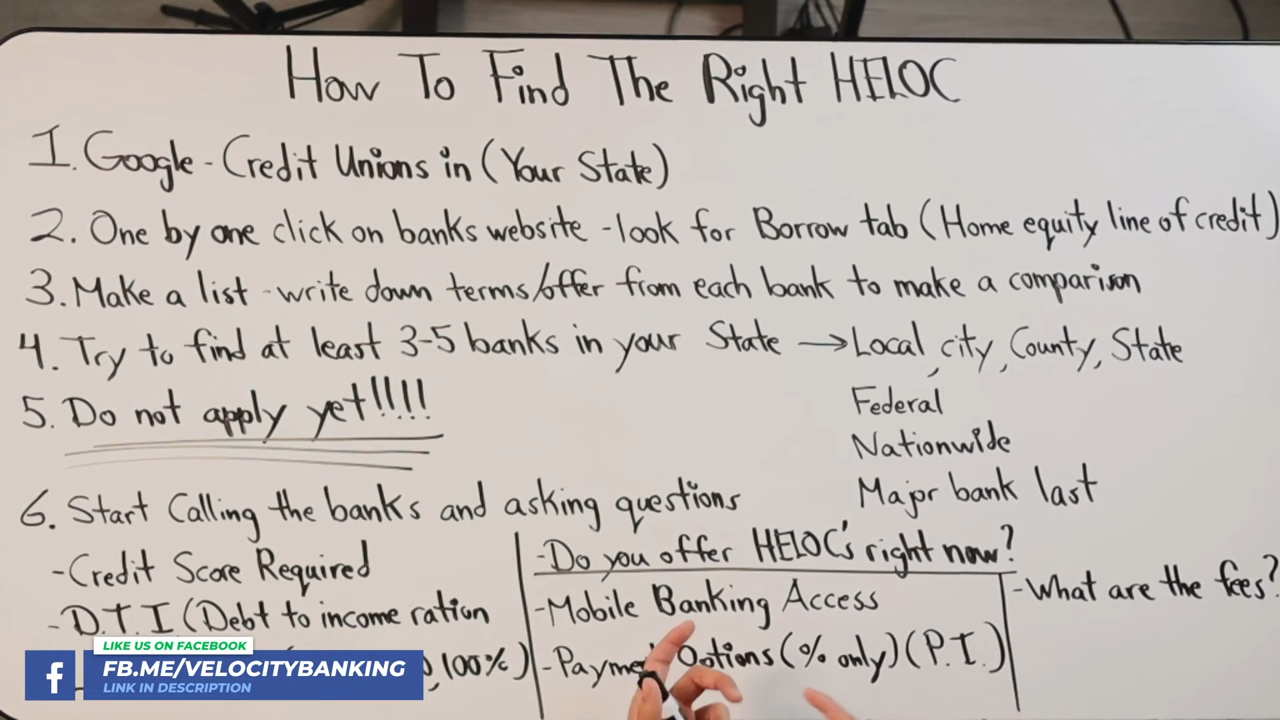 How To Find The Right HELOC
1. Google - Credit Unions in (Your State)
2. One by one click on banks website - look for Borrow tab (Home equity line of credit)
3. Make a list - write down terms/offer from each bank to make a comparison
4. Try to find at least 3-5 banks in your State → Local, city, County, State
Federal
Nationwide
Major bank last
5. Do not apply yet!!!!
6. Start Calling the banks and asking questions
- Credit Score Required
- D.T.I (Debt to income ration
, 100%)
- Do you offer HELOC's right now?
- Mobile Banking Access
- Options (% only) (P.I.)
- What are the fees?
LIKE US ON FACEBOOK
FB.ME/VELOCITYBANKING
LINK IN DESCRIPTION